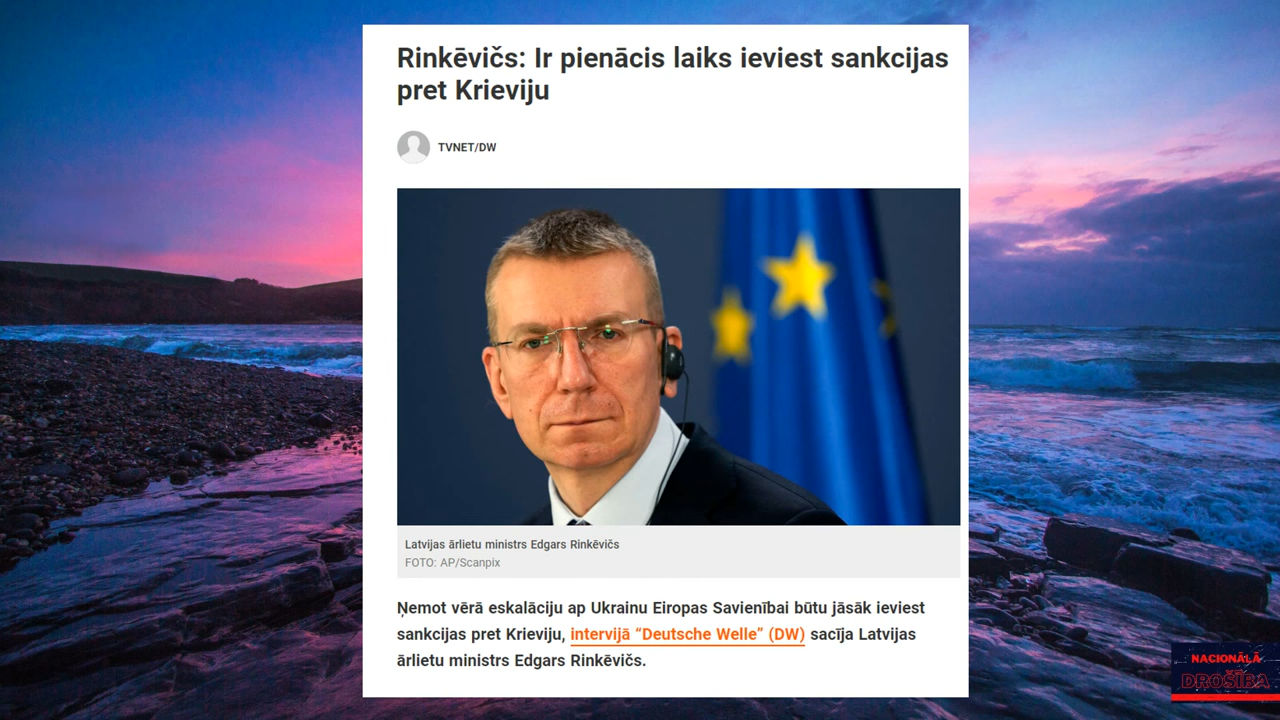 Rinkēvičs: Ir pienācis laiks ieviest sankcijas
pret Krieviju
TVNET/DW
Latvijas ārlietu ministrs Edgars Rinkēvičs
FOTO: AP/Scanpix
Ņemot vērā eskalāciju ap Ukrainu Eiropas Savienībai būtu jāsāk ieviest
sankcijas pret Krieviju, intervijā “Deutsche Welle” (DW) sacīja Latvijas
ārlietu ministrs Edgars Rinkēvičs.
NACIONĀLĀ
DROŠĪBA